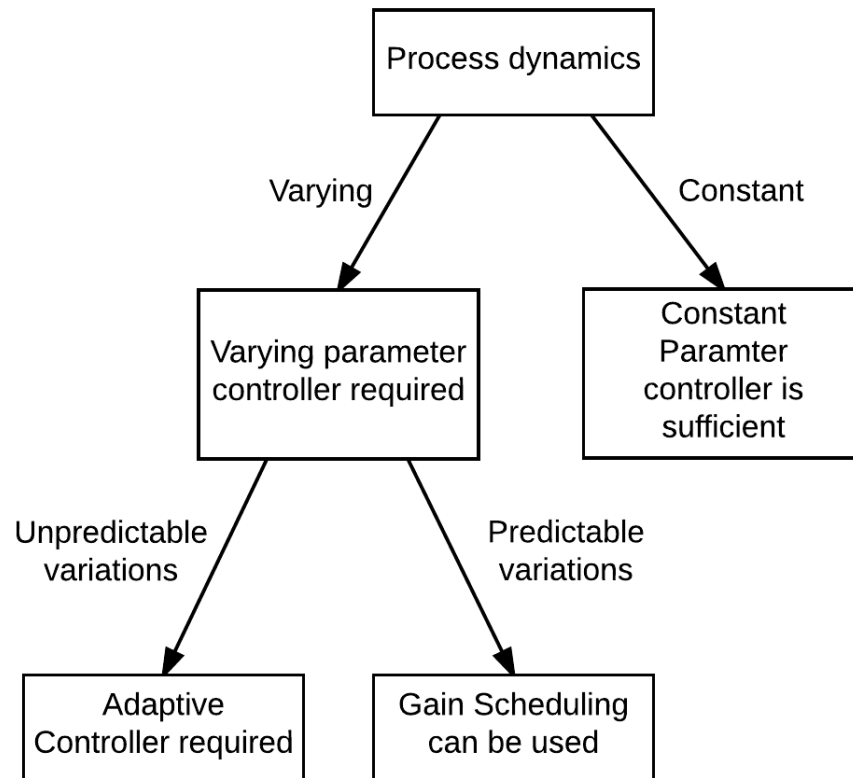 Process dynamics
Varying
Constant
Varying parameter
controller required
Constant
Paramter
controller is
sufficient
Unpredictable
variations
Predictable
variations
Adaptive
Controller required
Gain Scheduling
can be used